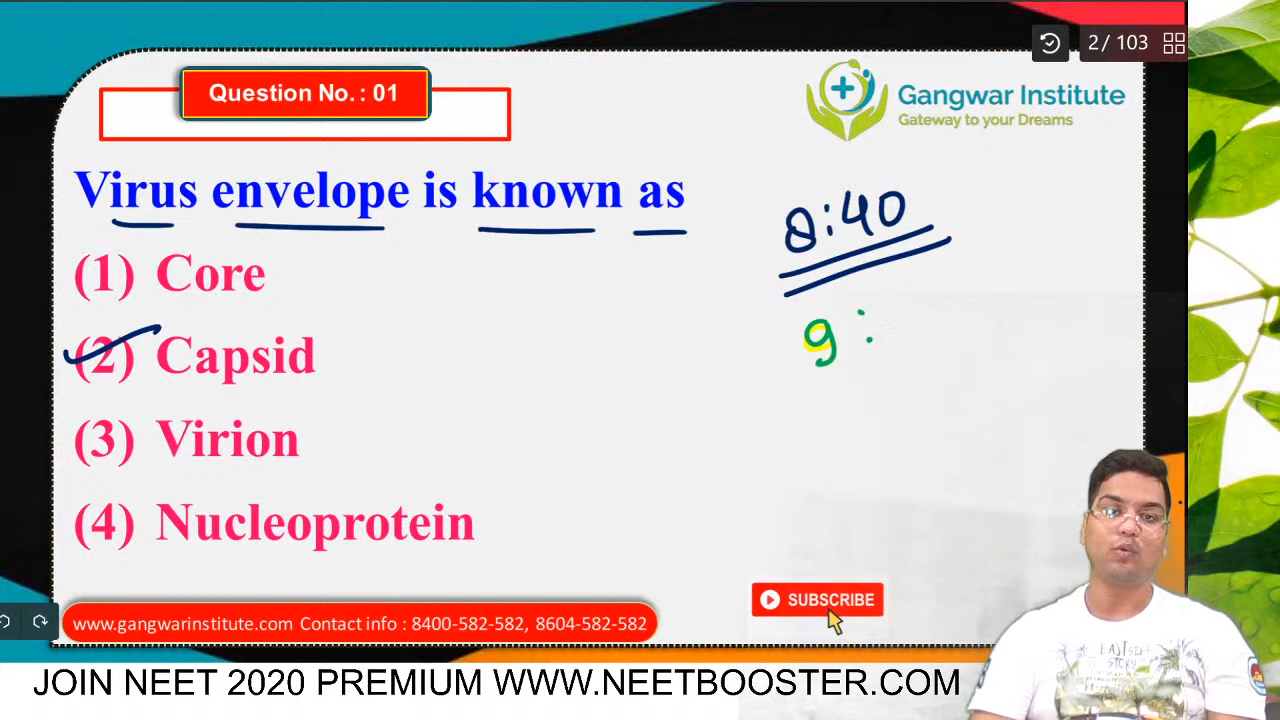 2 / 103
Question No. : 01
Gangwar Institute
Gateway to your Dreams
Virus envelope is known as
(1) Core
(2) Capsid
(3) Virion
(4) Nucleoprotein
8:40
9:
SUBSCRIBE
www.gangwarinstitute.com Contact info : 8400-582-582, 8604-582-582
JOIN NEET 2020 PREMIUM WWW.NEETBOOSTER.COM